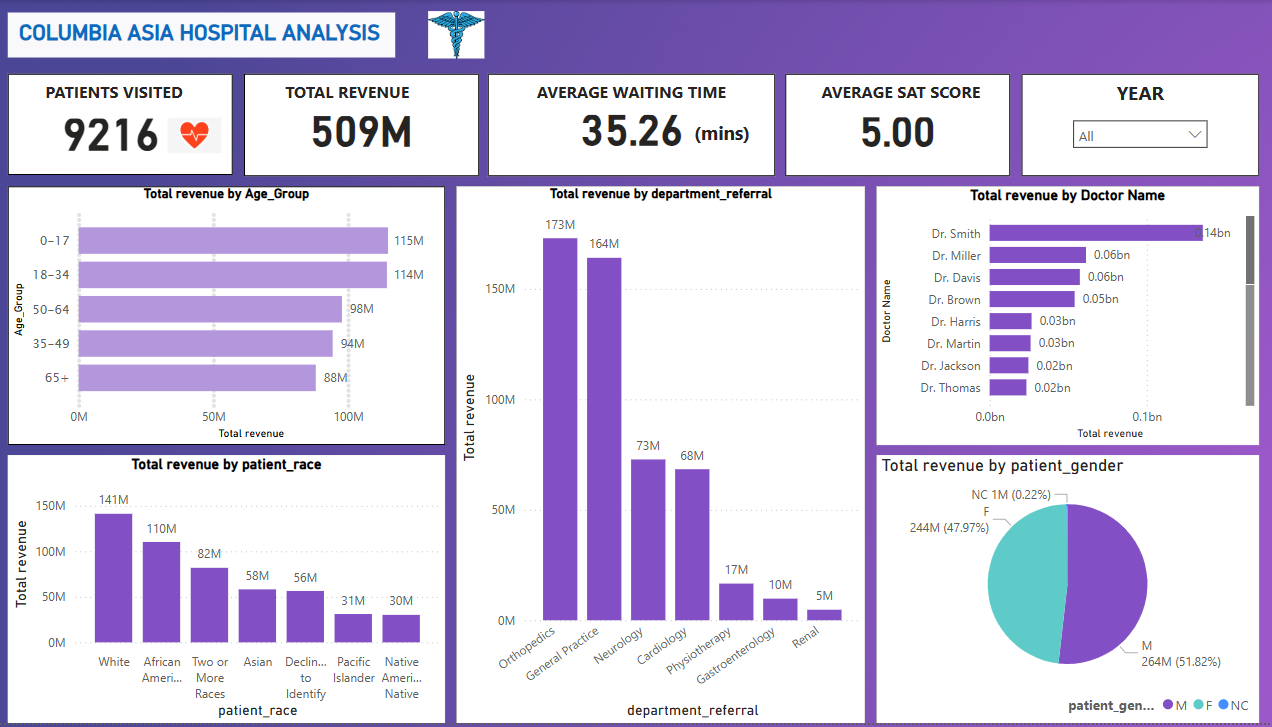 COLUMBIA ASIA HOSPITAL ANALYSIS
PATIENTS VISITED
9216
TOTAL REVENUE
509M
AVERAGE WAITING TIME
35.26 (mins)
AVERAGE SAT SCORE
5.00
YEAR
All
Total revenue by Age_Group
Age_Group
0–17
115M
18–34
114M
50–64
98M
35–49
94M
65+
88M
0M
50M
100M
Total revenue
Total revenue by department_referral
Total revenue
150M
100M
50M
0M
173M
164M
73M
68M
17M
10M
5M
Orthopedics
General Practice
Neurology
Cardiology
Physiotherapy
Gastroenterology
Renal
department_referral
Total revenue by Doctor Name
Doctor Name
Dr. Smith
0.14bn
Dr. Miller
0.06bn
Dr. Davis
0.06bn
Dr. Brown
0.05bn
Dr. Harris
0.03bn
Dr. Martin
0.03bn
Dr. Jackson
0.02bn
Dr. Thomas
0.02bn
0.0bn
0.1bn
Total revenue
Total revenue by patient_race
Total revenue
150M
100M
50M
0M
141M
110M
82M
58M
56M
31M
30M
White
African
Ameri...
Two or
More
Races
Asian
Declin...
to
Identify
Pacific
Islander
Native
Ameri...
Native
patient_race
Total revenue by patient_gender
NC 1M (0.22%)
F
244M (47.97%)
M
264M (51.82%)
patient_gen...
M
F
NC